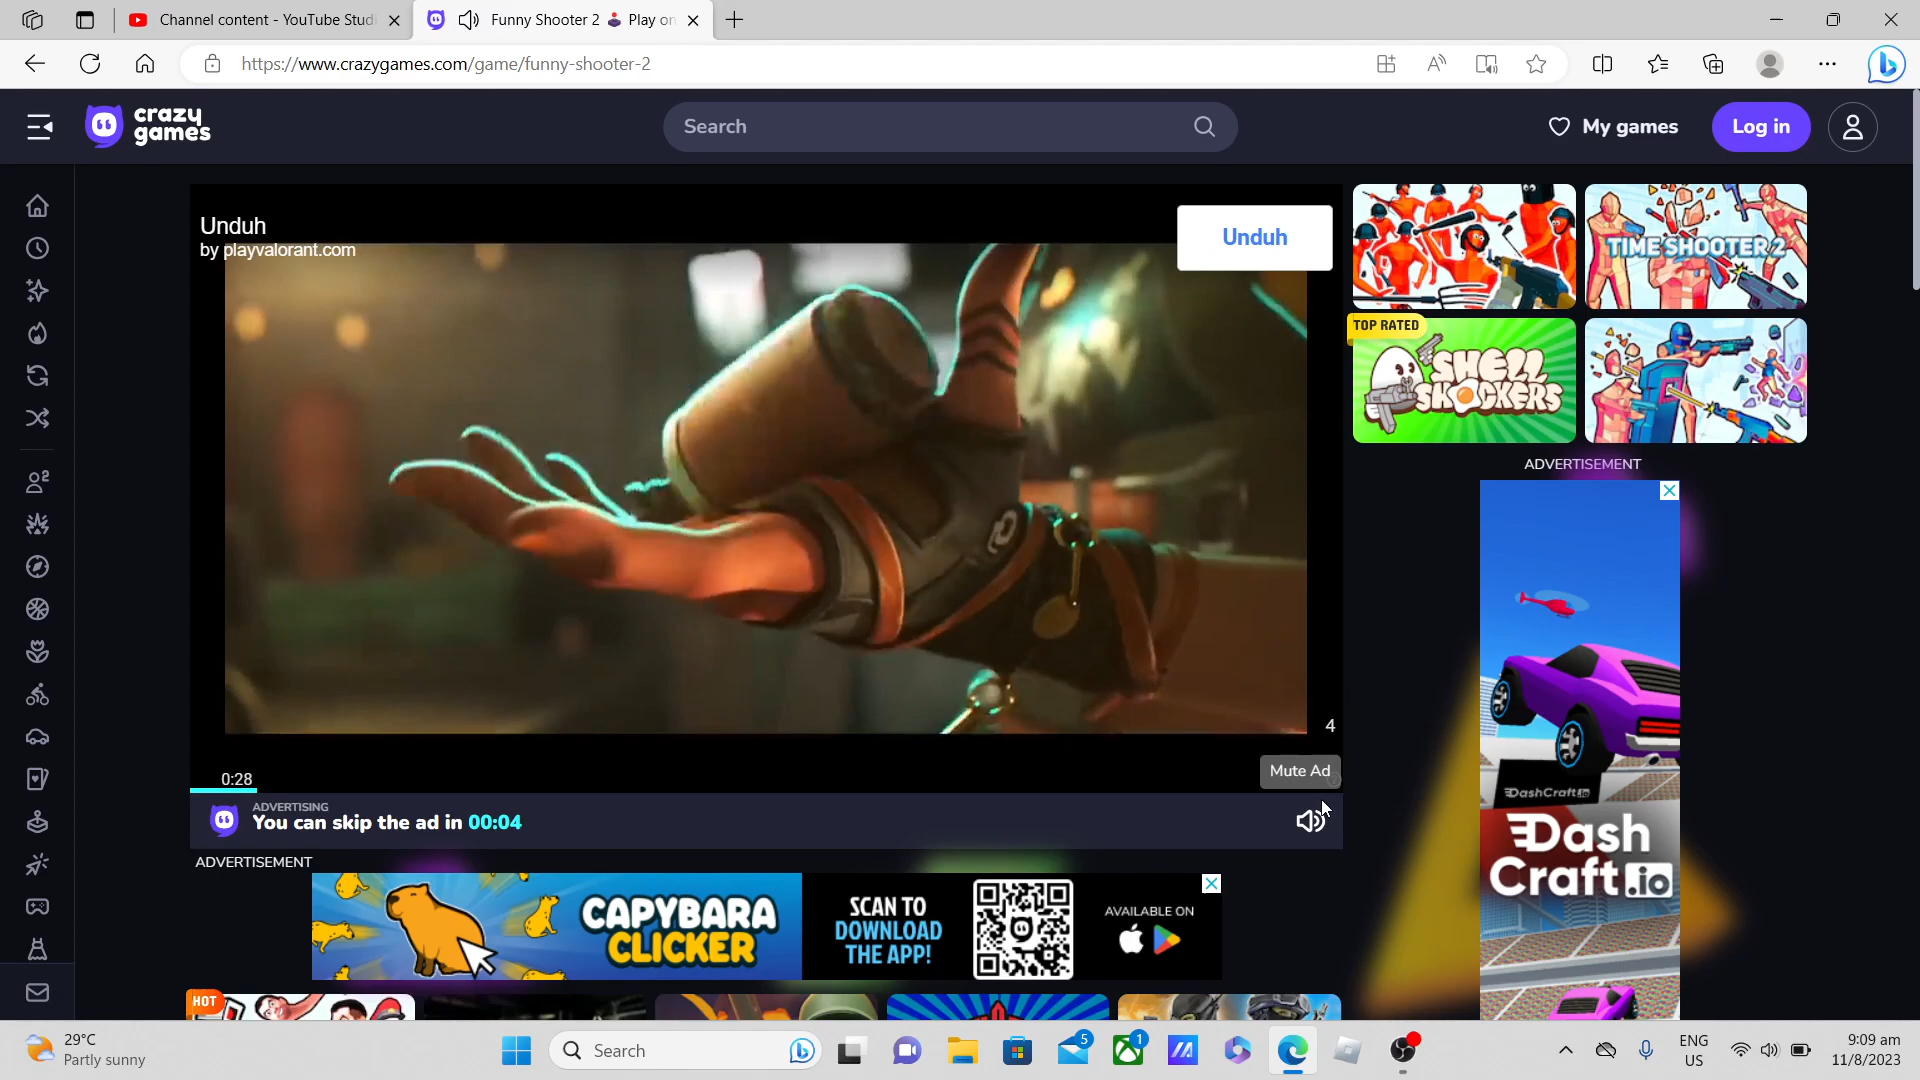 Channel content - YouTube Stud
Funny Shooter 2 🕹️ Play on
https://www.crazygames.com/game/funny-shooter-2
crazy
games
Search
My games
Log in
Unduh
by playvalorant.com
Unduh
4
0:28
Mute Ad
ADVERTISING
You can skip the ad in 00:04
TIME SHOOTER 2
TOP RATED
SHELL
SHOCKERS
ADVERTISEMENT
DashCraft.io
Dash
Craft.io
ADVERTISEMENT
CAPYBARA
CLICKER
SCAN TO
DOWNLOAD
THE APP!
AVAILABLE ON
HOT
29°C
Partly sunny
Search
5
1
ENG
US
9:09 am
11/8/2023